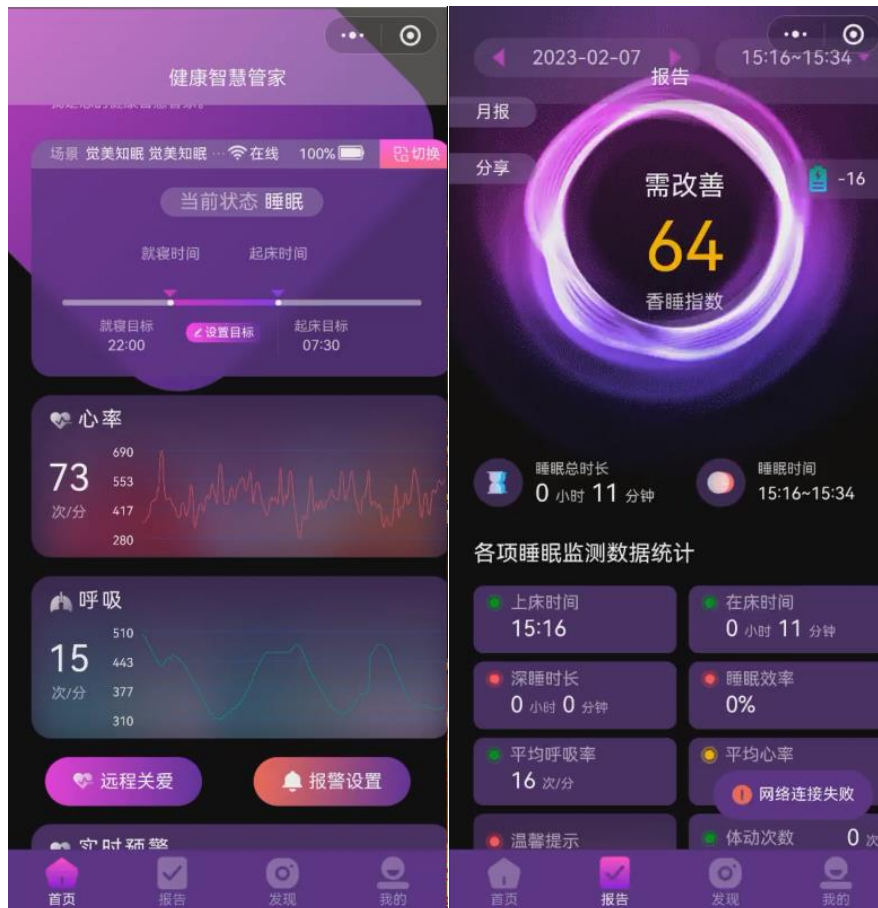 健康智慧管家
我是您的健康智慧管家。
场景 觉美知眠 觉美知眠 ··· 在线 100% 切换
当前状态 睡眠
就寝时间 起床时间
就寝目标 设置目标 起床目标
22:00 07:30
心率
690
73 553
次/分 417
280
呼吸
510
15 443
次/分 377
310
远程关爱 报警设置
实时预警
首页 报告 发现 我的
2023-02-07 15:16~15:34
报告
月报
分享
-16
需改善
64
香睡指数
睡眠总时长 睡眠时间
0 小时 11 分钟 15:16~15:34
各项睡眠监测数据统计
上床时间 在床时间
15:16 0 小时 11 分钟
深睡时长 睡眠效率
0 小时 0 分钟 0%
平均呼吸率 平均心率
16 次/分
网络连接失败
温馨提示 体动次数 0 次
首页 报告 发现 我的